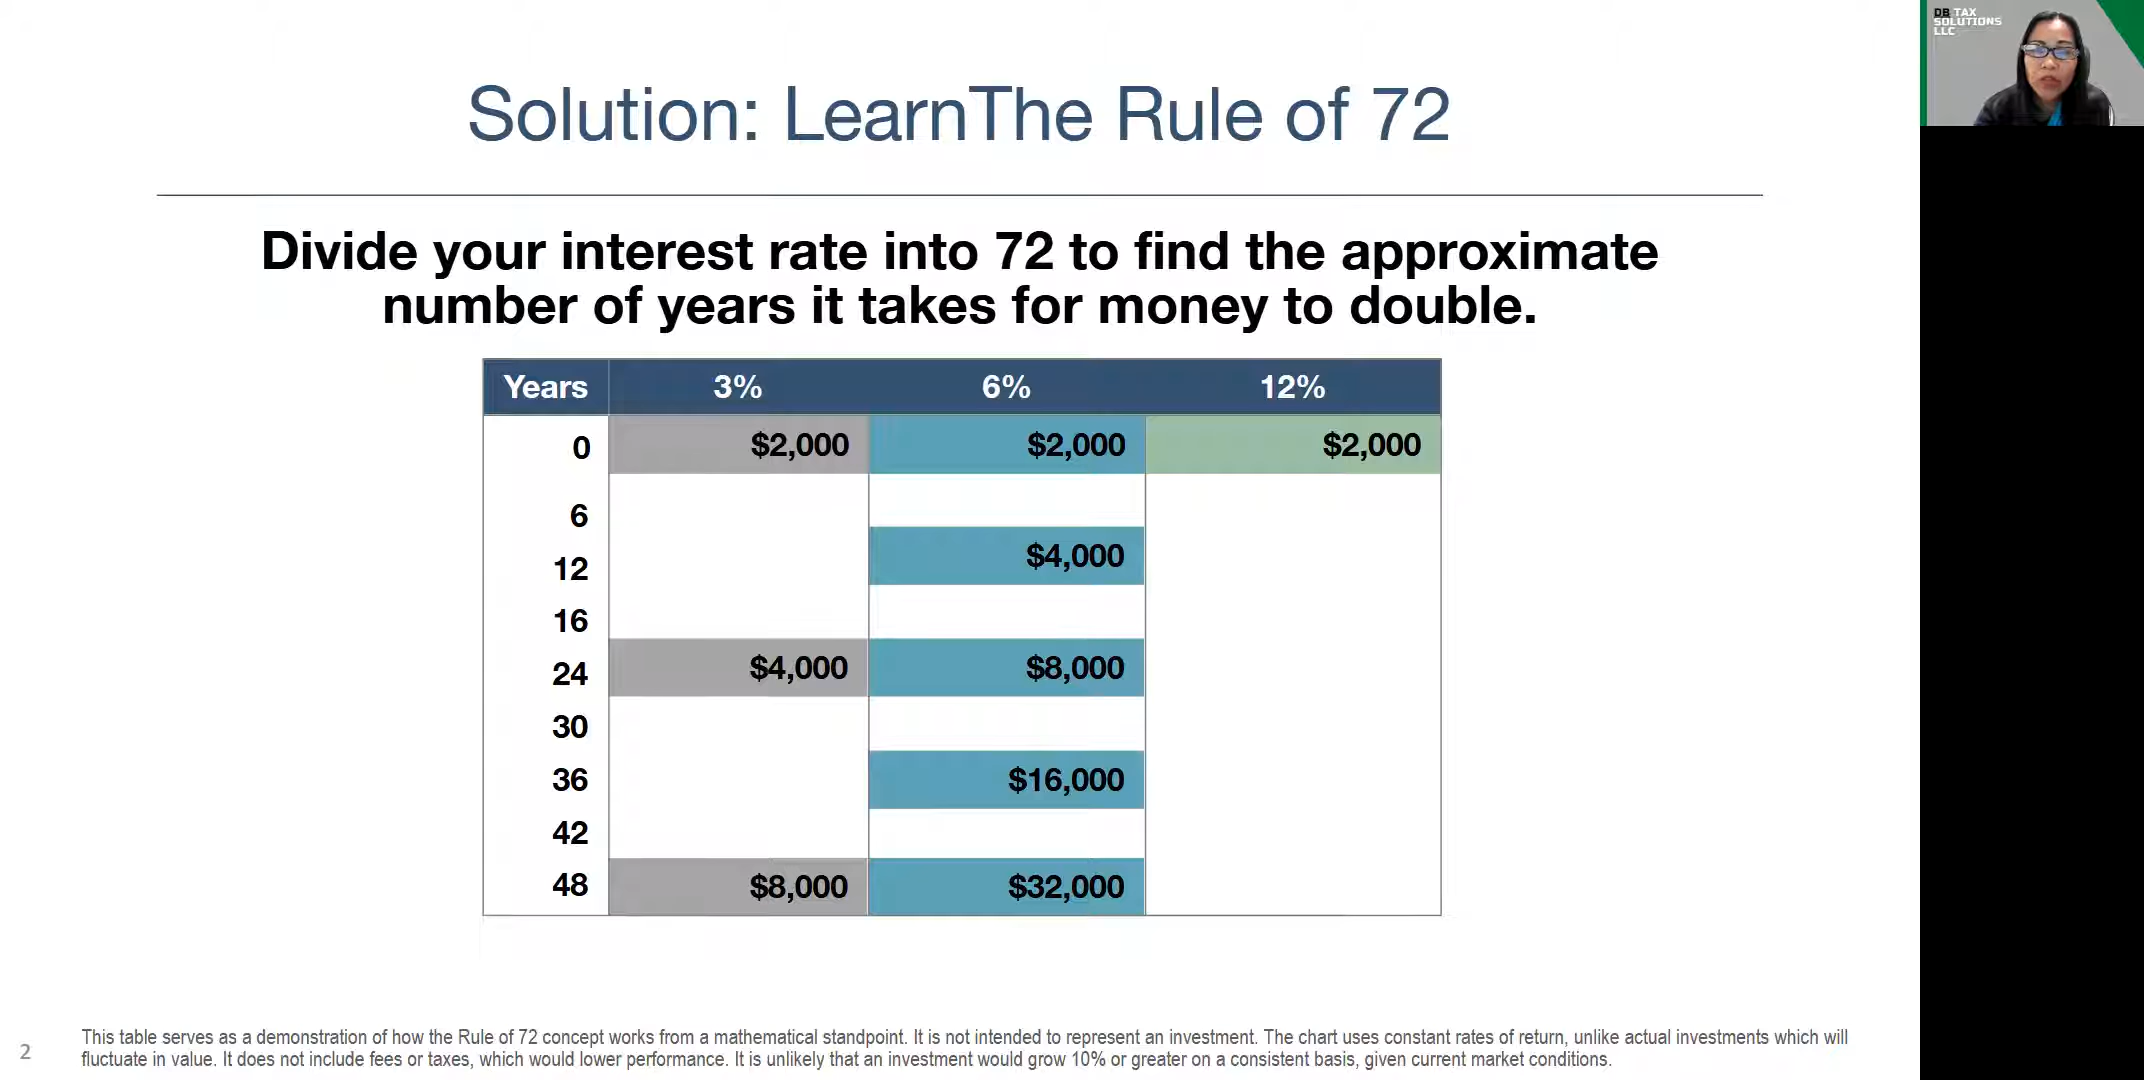 Solution: LearnThe Rule of 72
Divide your interest rate into 72 to find the approximate
number of years it takes for money to double.
Years 3% 6% 12%
0 $2,000 $2,000 $2,000
6
12 $4,000
16
24 $4,000 $8,000
30
36 $16,000
42
48 $8,000 $32,000
2
This table serves as a demonstration of how the Rule of 72 concept works from a mathematical standpoint. It is not intended to represent an investment. The chart uses constant rates of return, unlike actual investments which will
fluctuate in value. It does not include fees or taxes, which would lower performance. It is unlikely that an investment would grow 10% or greater on a consistent basis, given current market conditions.
DB TAX
SOLUTIONS
LLC